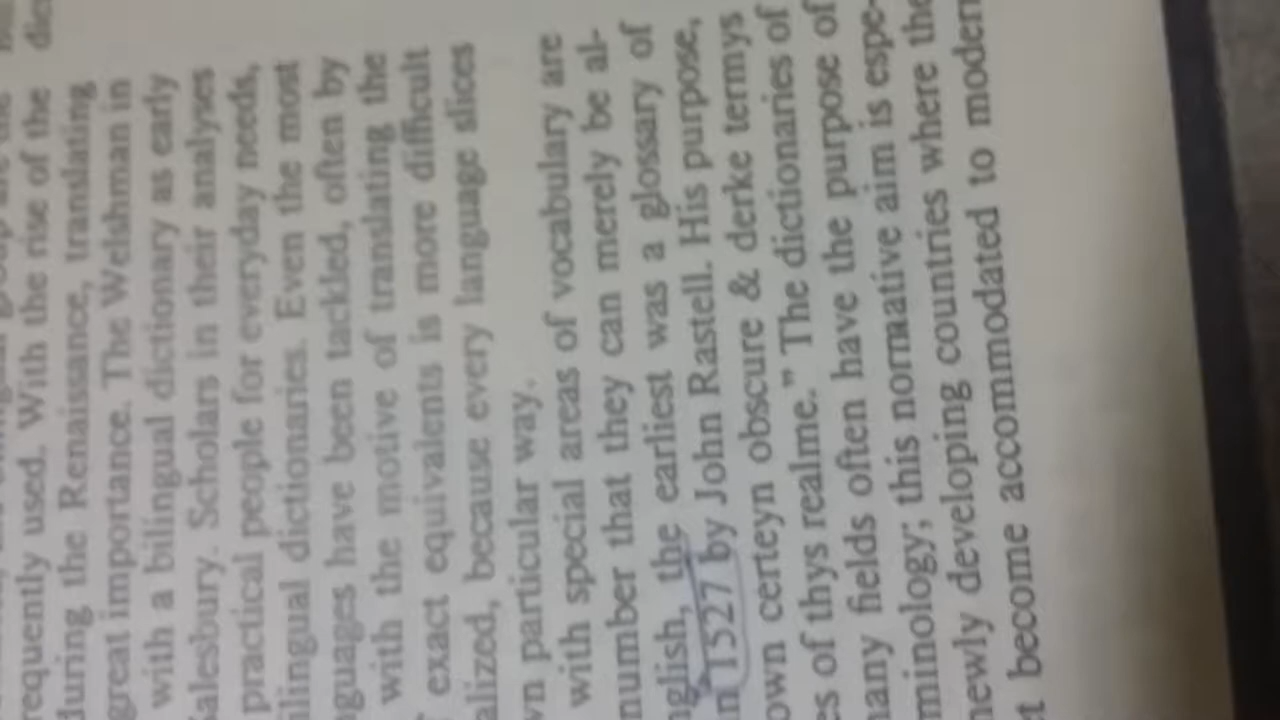 requently used. With the rise of the
during the Renaissance, translating
great importance. The Welshman in
with a bilingual dictionary as early
alesbury. Scholars in their analyses
practical people for everyday needs,
ilingual dictionaries. Even the most
nguages have been tackled, often by
with the motive of translating the
exact equivalents is more difficult
alized, because every language slices
wn particular way.
with special areas of vocabulary are
number that they can merely be al-
nglish, the earliest was a glossary of
n 1527 by John Rastell. His purpose,
own certeyn obscure & derke termys
es of thys realme." The dictionaries of
many fields often have the purpose of
minology; this normative aim is espe-
newly developing countries where the
t become accommodated to modern